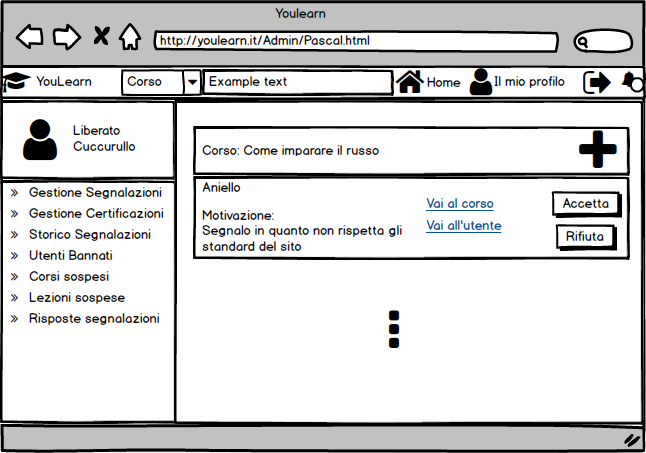 Youlearn
http://youlearn.it/Admin/Pascal.html
YouLearn
Corso
Example text
Home
Il mio profilo
Liberato
Cuccurullo
Gestione Segnalazioni
Gestione Certificazioni
Storico Segnalazioni
Utenti Bannati
Corsi sospesi
Lezioni sospese
Risposte segnalazioni
Corso: Come imparare il russo
Aniello
Motivazione:
Segnalo in quanto non rispetta gli
standard del sito
Vai al corso
Vai all'utente
Accetta
Rifiuta